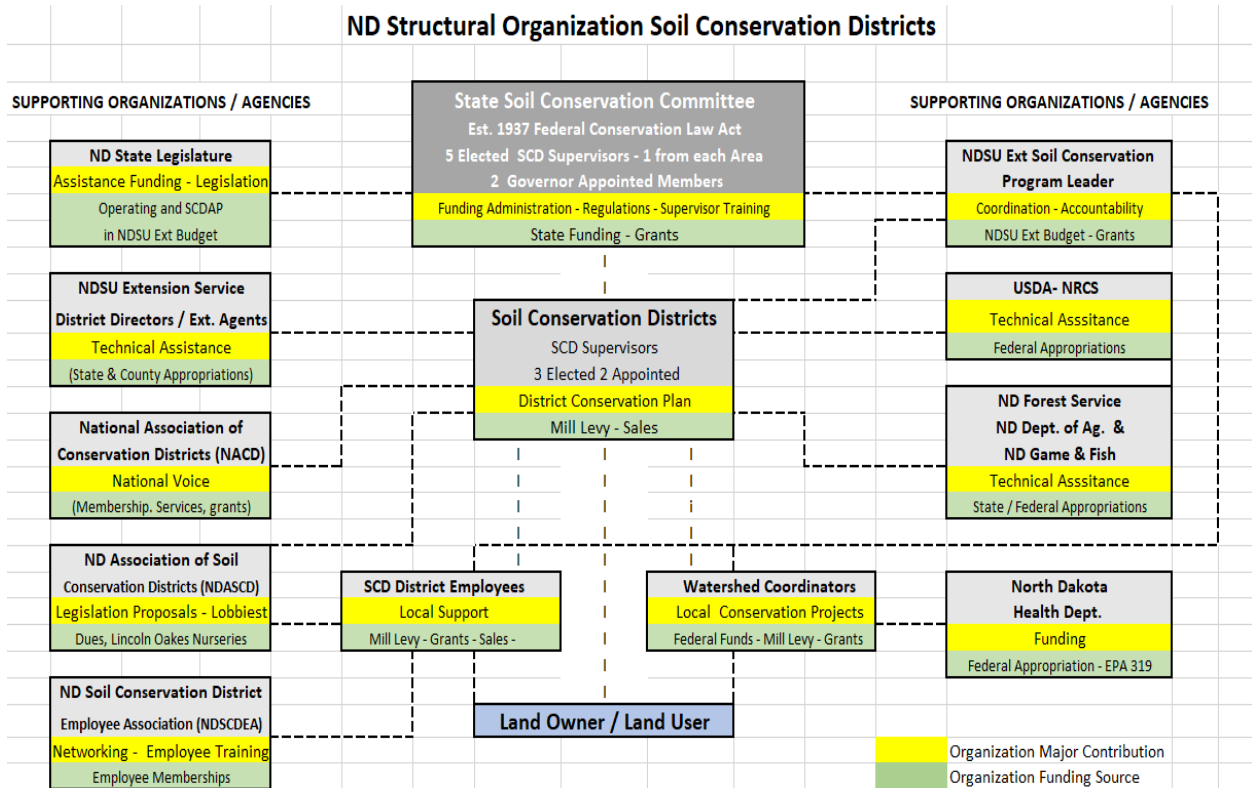 ND Structural Organization Soil Conservation Districts
SUPPORTING ORGANIZATIONS / AGENCIES
ND State Legislature
Assistance Funding - Legislation
Operating and SCDAP
in NDSU Ext Budget
NDSU Extension Service
District Directors / Ext. Agents
Technical Assistance
(State & County Appropriations)
National Association of
Conservation Districts (NACD)
National Voice
(Membership. Services, grants)
ND Association of Soil
Conservation Districts (NDASCD)
Legislation Proposals - Lobbiest
Dues, Lincoln Oakes Nurseries
ND Soil Conservation District
Employee Association (NDSCDEA)
Networking - Employee Training
Employee Memberships
State Soil Conservation Committee
Est. 1937 Federal Conservation Law Act
5 Elected SCD Supervisors - 1 from each Area
2 Governor Appointed Members
Funding Administration - Regulations - Supervisor Training
State Funding - Grants
Soil Conservation Districts
SCD Supervisors
3 Elected 2 Appointed
District Conservation Plan
Mill Levy - Sales
SCD District Employees
Local Support
Mill Levy - Grants - Sales -
Watershed Coordinators
Local Conservation Projects
Federal Funds - Mill Levy - Grants
Land Owner / Land User
SUPPORTING ORGANIZATIONS / AGENCIES
NDSU Ext Soil Conservation
Program Leader
Coordination - Accountability
NDSU Ext Budget - Grants
USDA- NRCS
Technical Asssitance
Federal Appropriations
ND Forest Service
ND Dept. of Ag. &
ND Game & Fish
Technical Asssitance
State / Federal Appropriations
North Dakota
Health Dept.
Funding
Federal Appropriation - EPA 319
Organization Major Contribution
Organization Funding Source